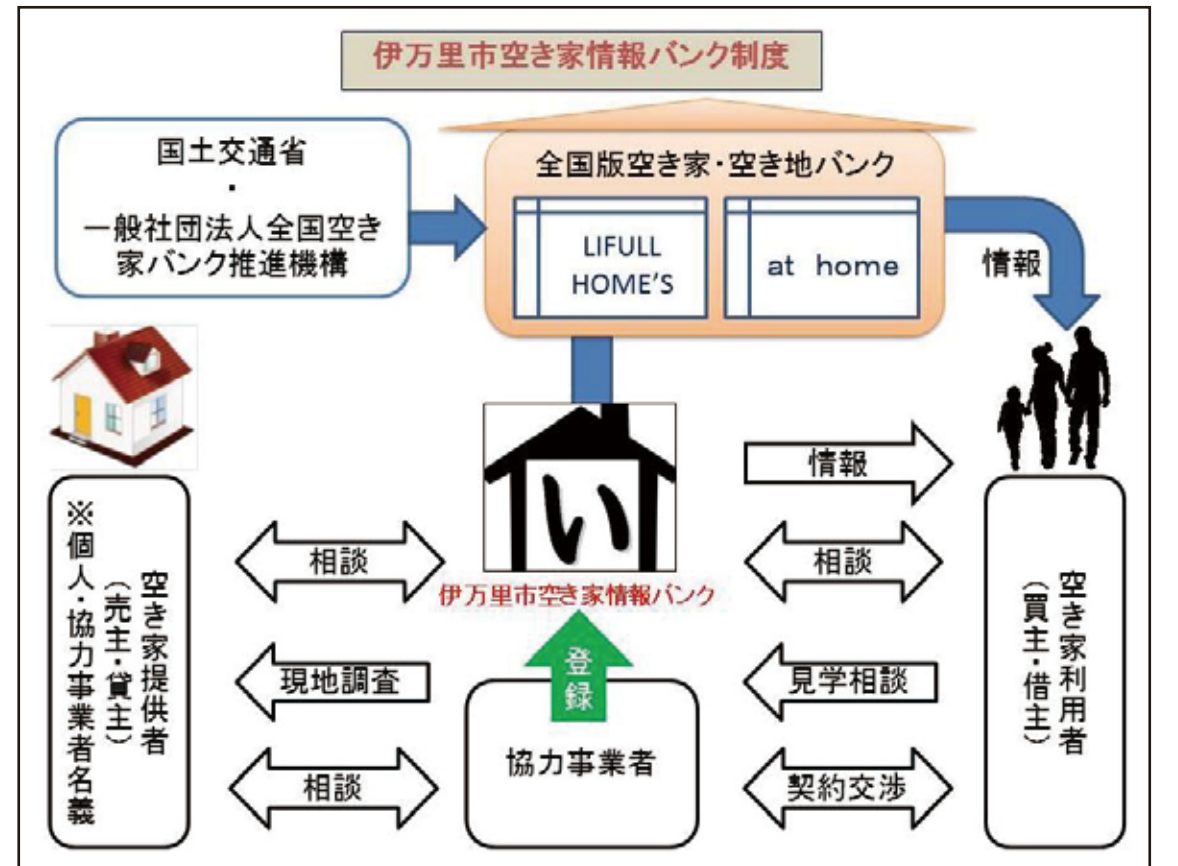 伊万里市空き家情報バンク制度
国土交通省
・
一般社団法人全国空き
家バンク推進機構
全国版空き家・空き地バンク
LIFULL
HOME'S
at home
情報
い
伊万里市空き家情報バンク
情報
相談
相談
現地調査
見学相談
相談
契約交渉
登録
協力事業者
空き家提供者
(売主・貸主)
※個人・協力事業者名義
空き家利用者
(買主・借主)